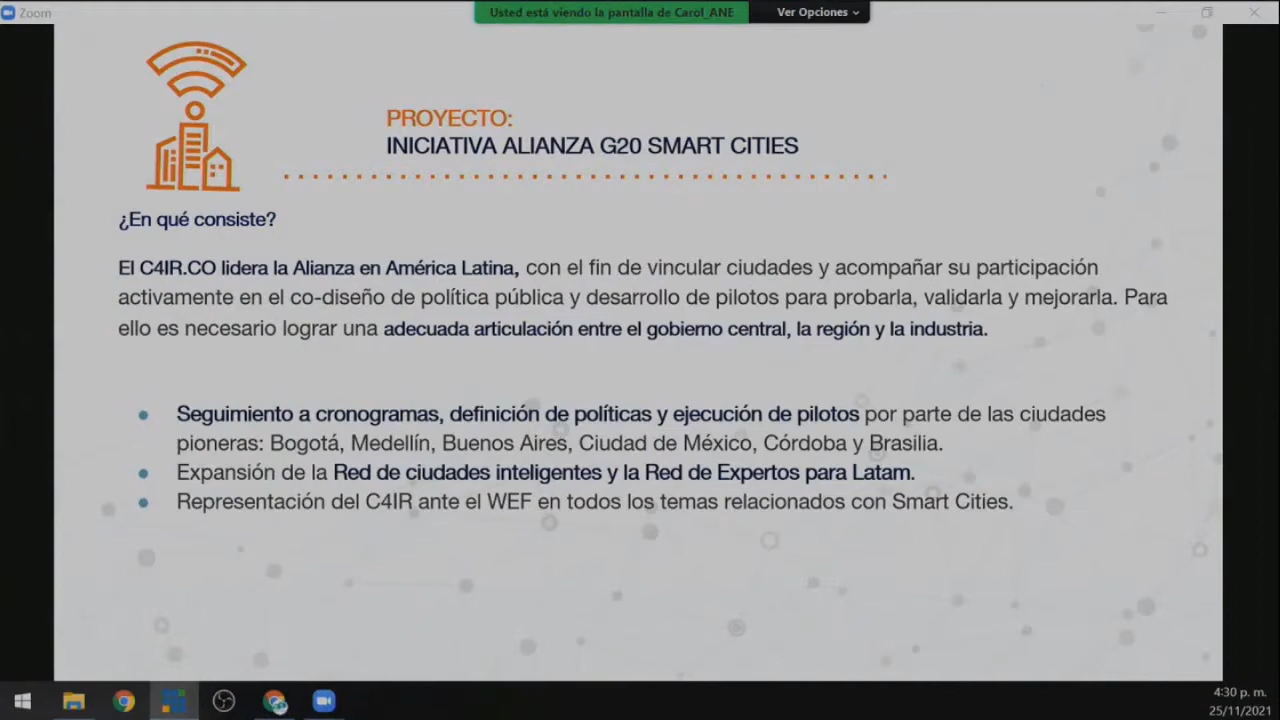 Zoom
Usted está viendo la pantalla de Carol_ANE
Ver Opciones
PROYECTO:
INICIATIVA ALIANZA G20 SMART CITIES
¿En qué consiste?
El C4IR.CO lidera la Alianza en América Latina, con el fin de vincular ciudades y acompañar su participación
activamente en el co-diseño de política pública y desarrollo de pilotos para probarla, validarla y mejorarla. Para
ello es necesario lograr una adecuada articulación entre el gobierno central, la región y la industria.
● Seguimiento a cronogramas, definición de políticas y ejecución de pilotos por parte de las ciudades
pioneras: Bogotá, Medellín, Buenos Aires, Ciudad de México, Córdoba y Brasilia.
● Expansión de la Red de ciudades inteligentes y la Red de Expertos para Latam.
● Representación del C4IR ante el WEF en todos los temas relacionados con Smart Cities.
4:30 p. m.
25/11/2021